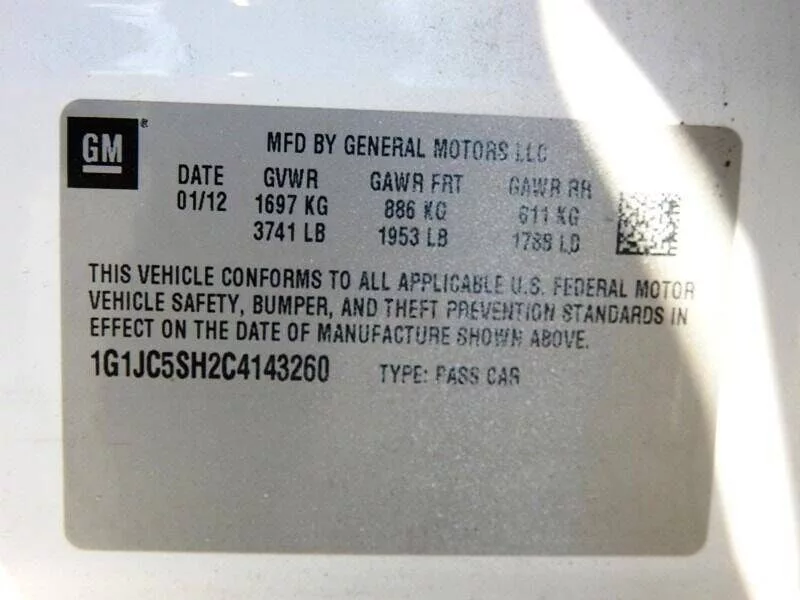 GM®
MFD BY GENERAL MOTORS LLC
DATE GVWR GAWR FRT GAWR RR
01/12 1697 KG 886 KG 811 KG
3741 LB 1953 LB 1788 LB
THIS VEHICLE CONFORMS TO ALL APPLICABLE U.S. FEDERAL MOTOR
VEHICLE SAFETY, BUMPER, AND THEFT PREVENTION STANDARDS IN
EFFECT ON THE DATE OF MANUFACTURE SHOWN ABOVE.
1G1JC5SH2C4143260 TYPE: PASS CAR